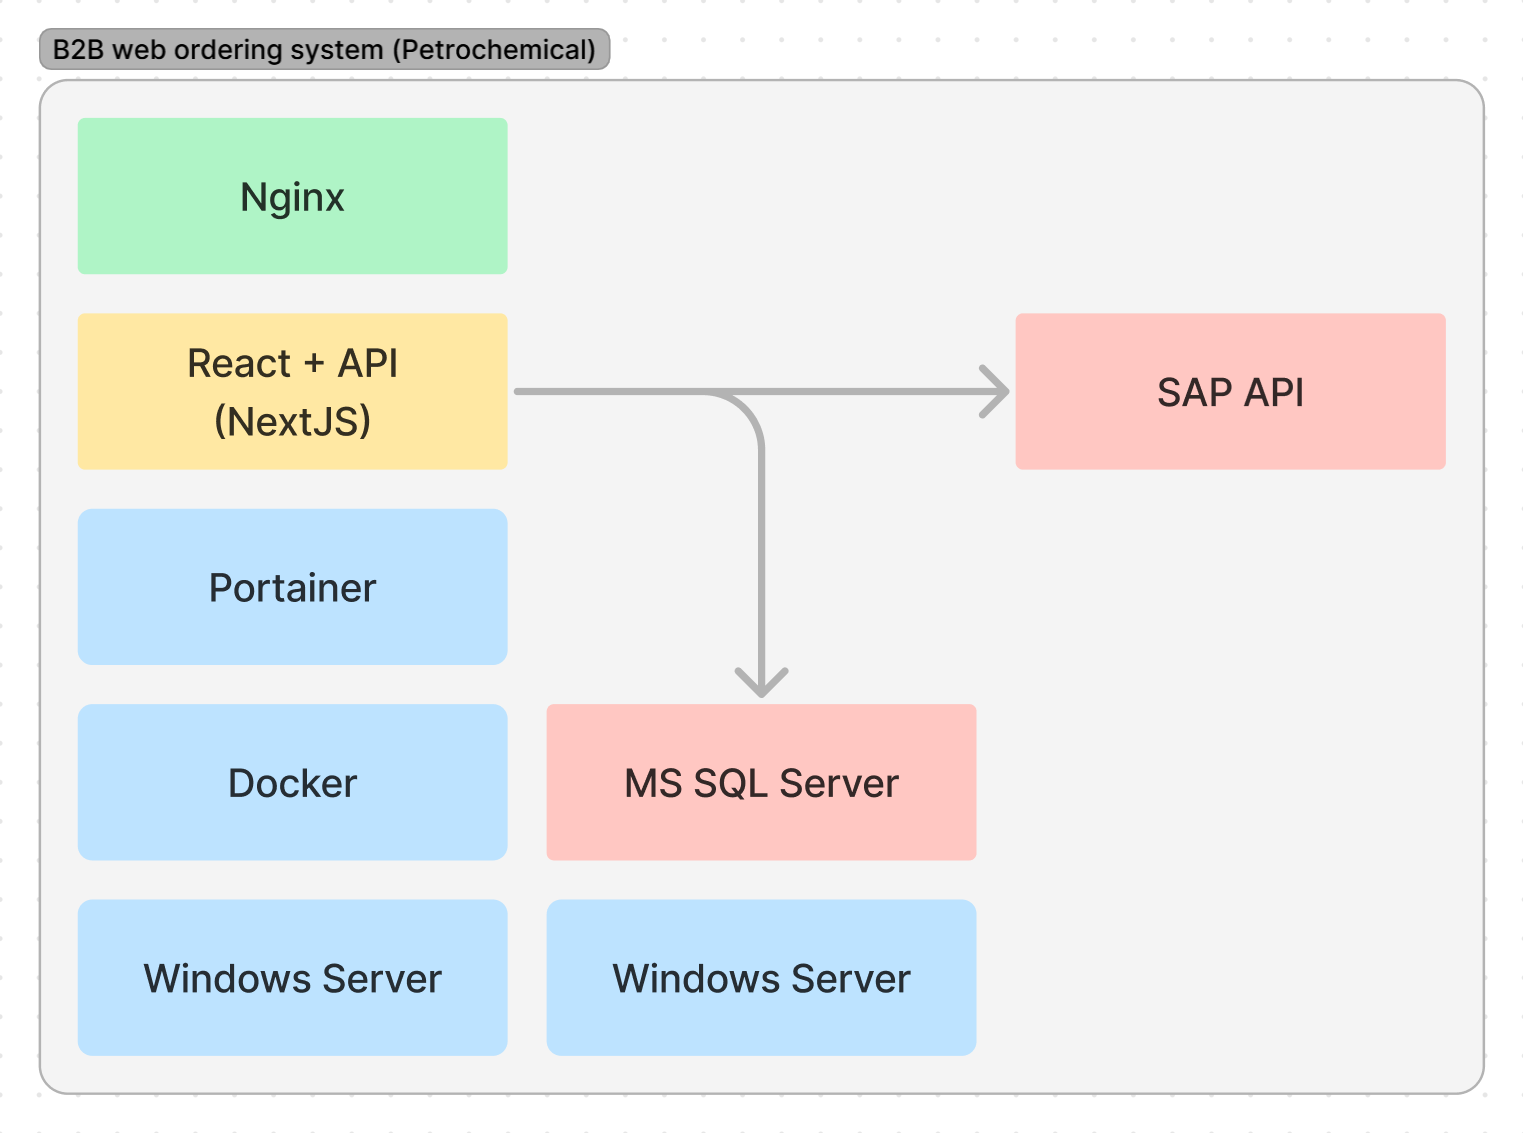 B2B web ordering system (Petrochemical)
Nginx
React + API
(NextJS)
SAP API
Portainer
Docker
MS SQL Server
Windows Server
Windows Server